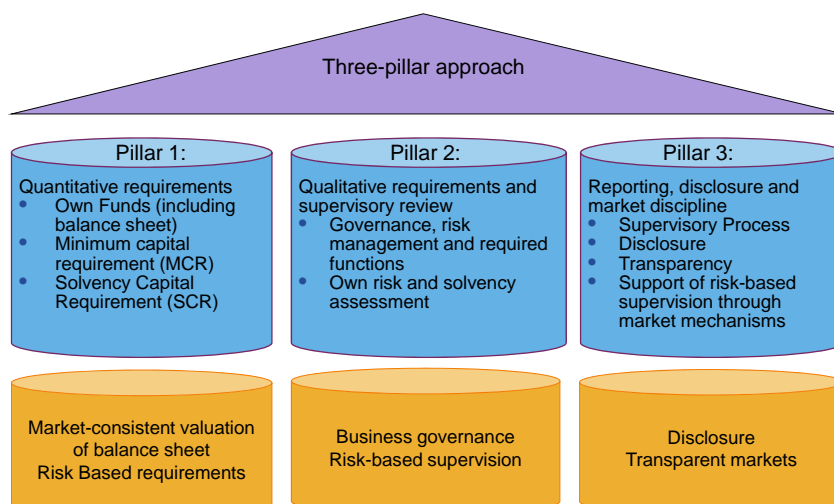 Three-pillar approach
Pillar 1:
Quantitative requirements
• Own Funds (including
balance sheet)
• Minimum capital
requirement (MCR)
• Solvency Capital
Requirement (SCR)
Pillar 2:
Qualitative requirements and
supervisory review
• Governance, risk
management and required
functions
• Own risk and solvency
assessment
Pillar 3:
Reporting, disclosure and
market discipline
• Supervisory Process
• Disclosure
• Transparency
• Support of risk-based
supervision through
market mechanisms
Market-consistent valuation
of balance sheet
Risk Based requirements
Business governance
Risk-based supervision
Disclosure
Transparent markets